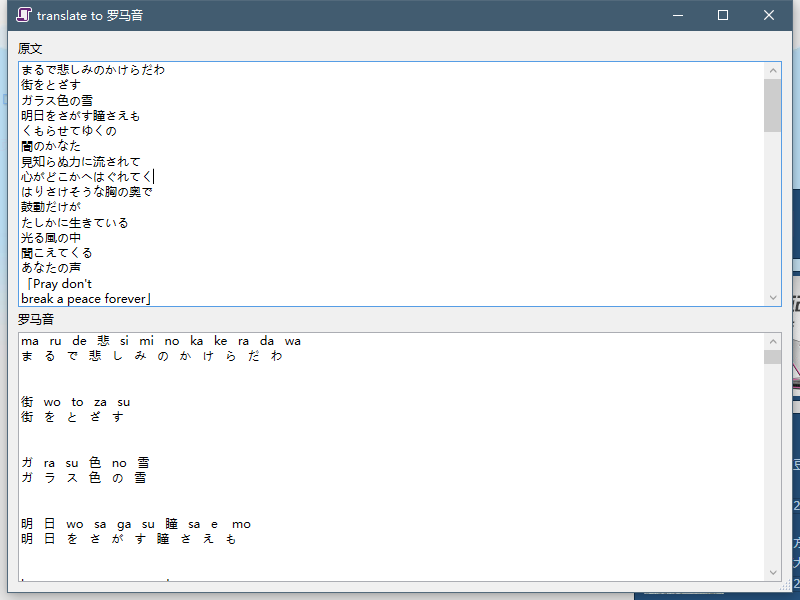 translate to 罗马音
原文
まるで悲しみのかけらだわ
街をとざす
ガラス色の雪
明日をさがす瞳さえも
くもらせてゆくの
闇のかなた
見知らぬ力に流されて
心がどこかへはぐれてく
はりさけそうな胸の奥で
鼓動だけが
たしかに生きている
光る風の中
聞こえてくる
あなたの声
「Pray don't
break a peace forever」
罗马音
ma ru de 悲 si mi no ka ke ra da wa
ま る で 悲 し み の か け ら だ わ
街 wo to za su
街 を と ざ す
ガ ra su 色 no 雪
ガ ラ ス 色 の 雪
明 日 wo sa ga su 瞳 sa e mo
明 日 を さ が す 瞳 さ え も